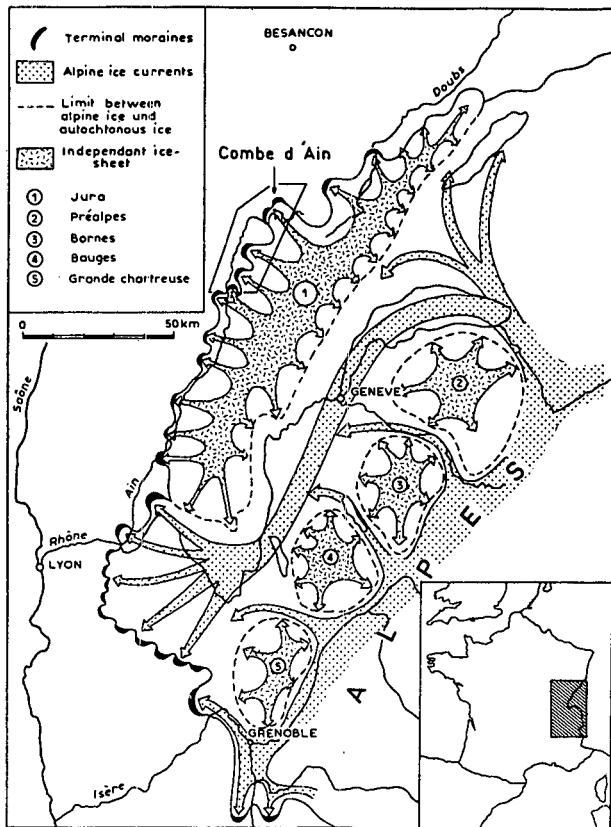 Terminal moraines
Alpine ice currents
Limit between
alpine ice und
autochtonous ice
Independant ice-
sheet
① Jura
② Préalpes
③ Bornes
④ Bauges
⑤ Grande chartreuse
0 50km
BESANCON
Doubs
Combe d'Ain
①
Saône
GENEVE
②
③
④
⑤
Ain
Rhône
LYON
ALPES
GRENOBLE
Isère